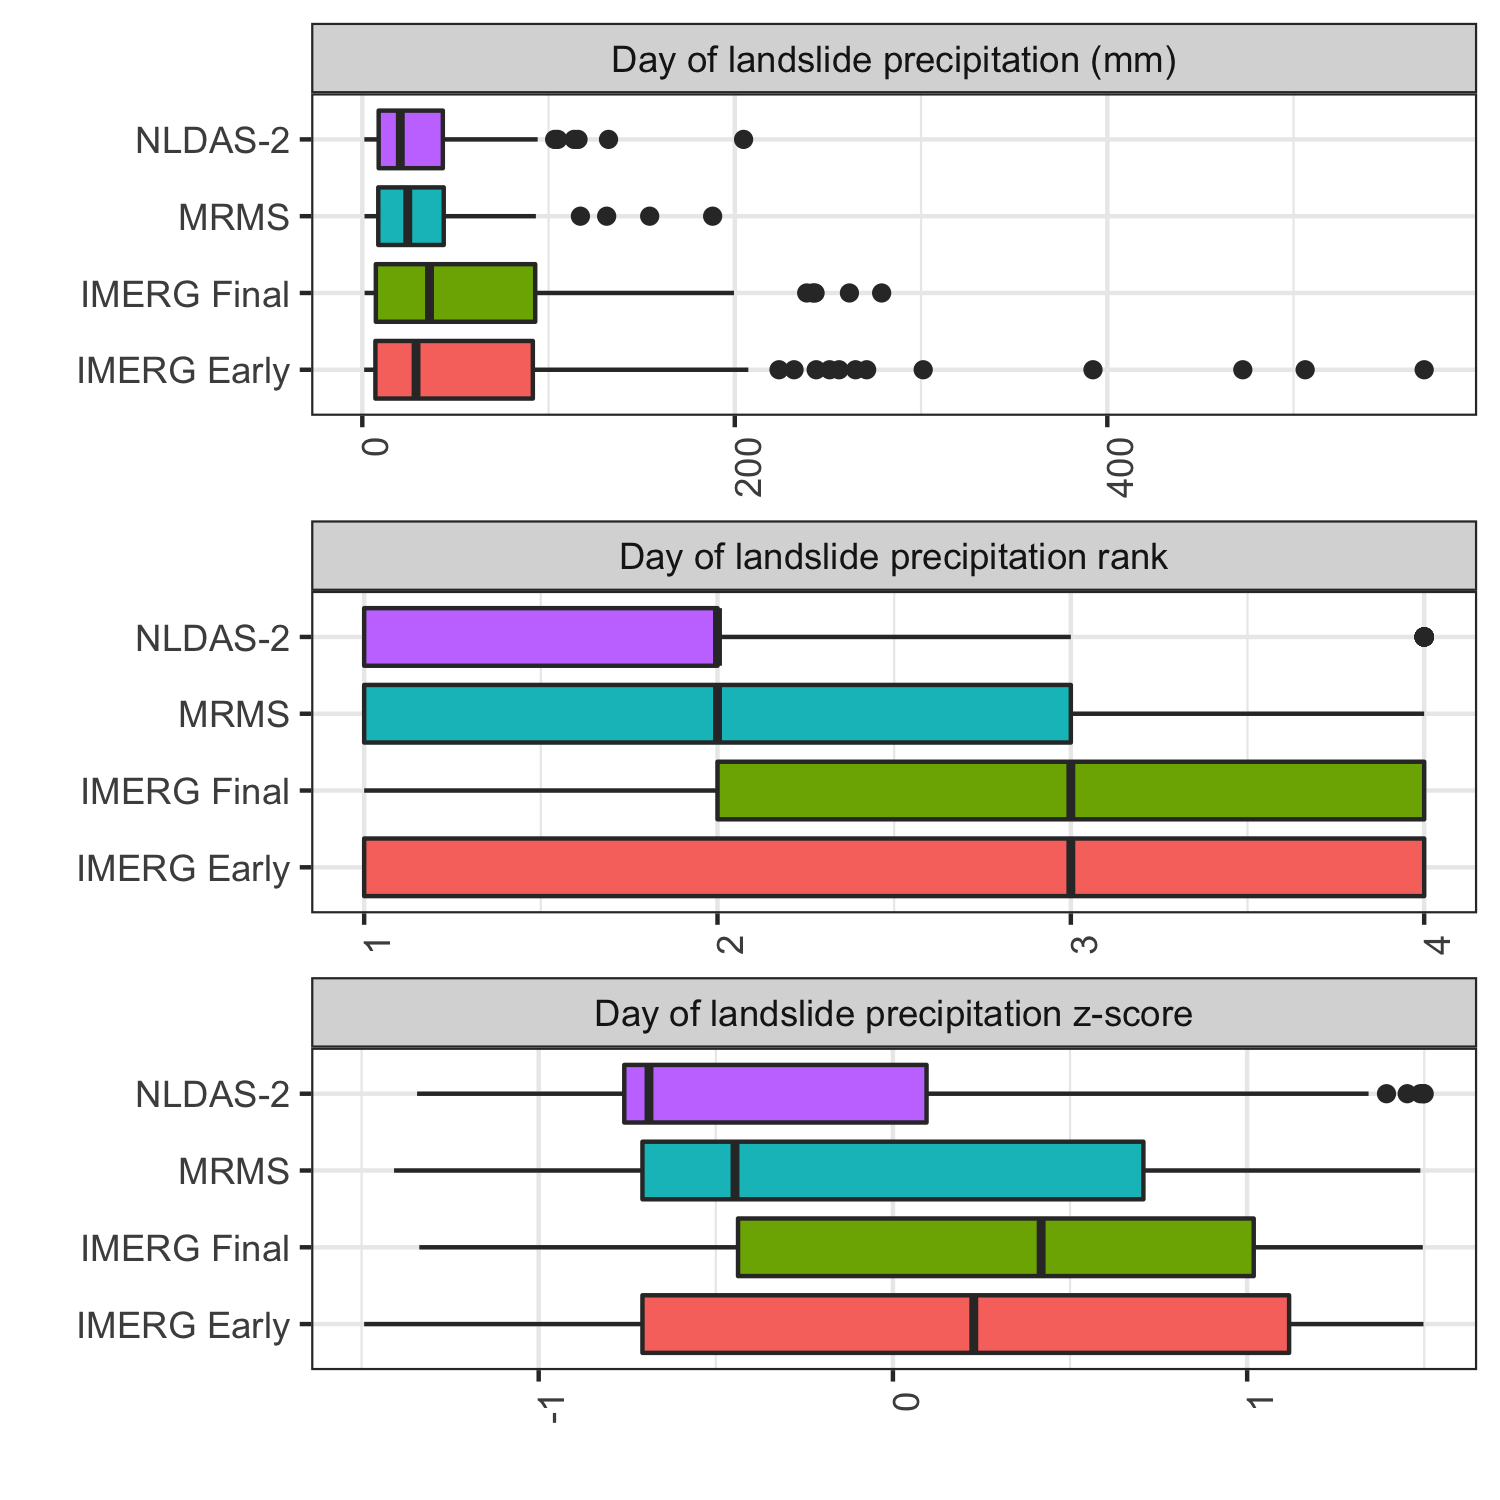 Day of landslide precipitation (mm)
NLDAS-2
MRMS
IMERG Final
IMERG Early
0
200
400
Day of landslide precipitation rank
NLDAS-2
MRMS
IMERG Final
IMERG Early
1
2
3
4
Day of landslide precipitation z-score
NLDAS-2
MRMS
IMERG Final
IMERG Early
-1
0
1